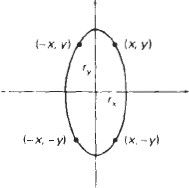 (-x, y) (x, y)
r_y
r_x
(-x, -y) (x, -y)